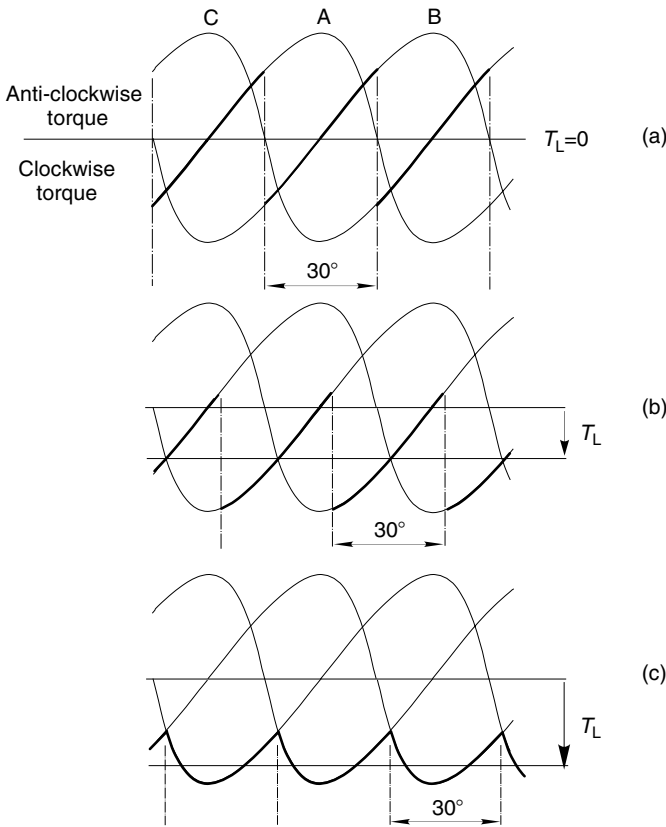 C A B
Anti-clockwise
torque
T_L=0 (a)
Clockwise
torque
30°
(b)
T_L
30°
(c)
T_L
30°